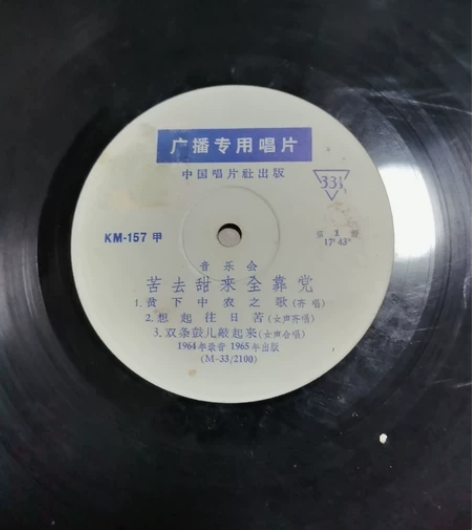 广播专用唱片
中国唱片社出版
33⅓
KM-157 甲
第 1 面
17′43″
音乐会
苦去甜来全靠党
1. 贫下中农之歌(齐唱)
2. 想起往日苦(女声齐唱)
3. 双条鼓儿敲起来(女声合唱)
1964年录音 1965年出版
(M-33/2100)